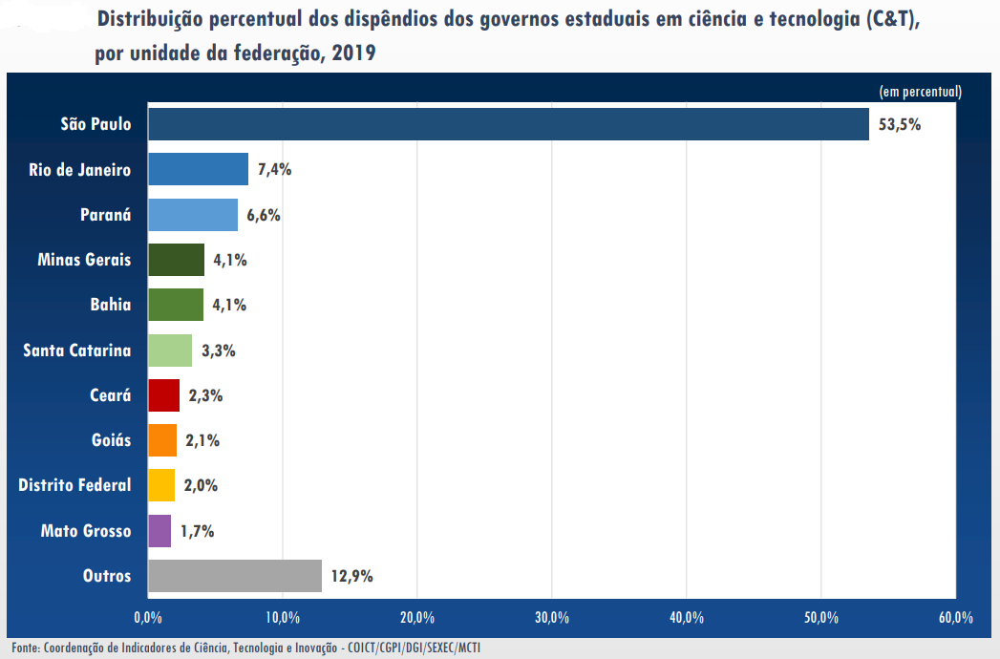 Distribuição percentual dos dispêndios dos governos estaduais em ciência e tecnologia (C&T),
por unidade da federação, 2019
(em percentual)
São Paulo 53,5%
Rio de Janeiro 7,4%
Paraná 6,6%
Minas Gerais 4,1%
Bahia 4,1%
Santa Catarina 3,3%
Ceará 2,3%
Goiás 2,1%
Distrito Federal 2,0%
Mato Grosso 1,7%
Outros 12,9%
0,0% 10,0% 20,0% 30,0% 40,0% 50,0% 60,0%
Fonte: Coordenação de Indicadores de Ciência, Tecnologia e Inovação - COICT/CGPI/DGI/SEXEC/MCTI